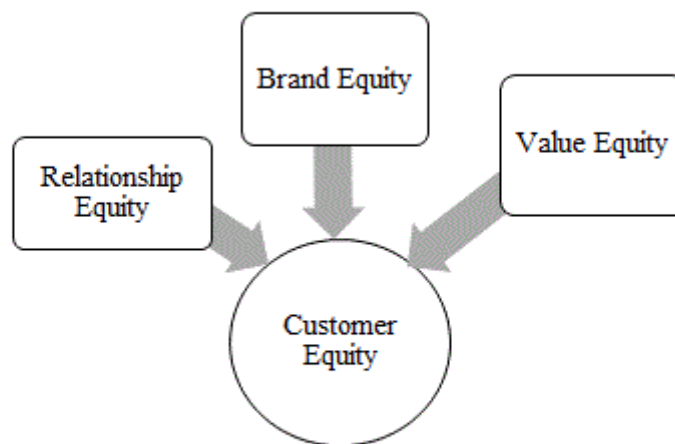 Brand Equity
Value Equity
Relationship
Equity
Customer
Equity